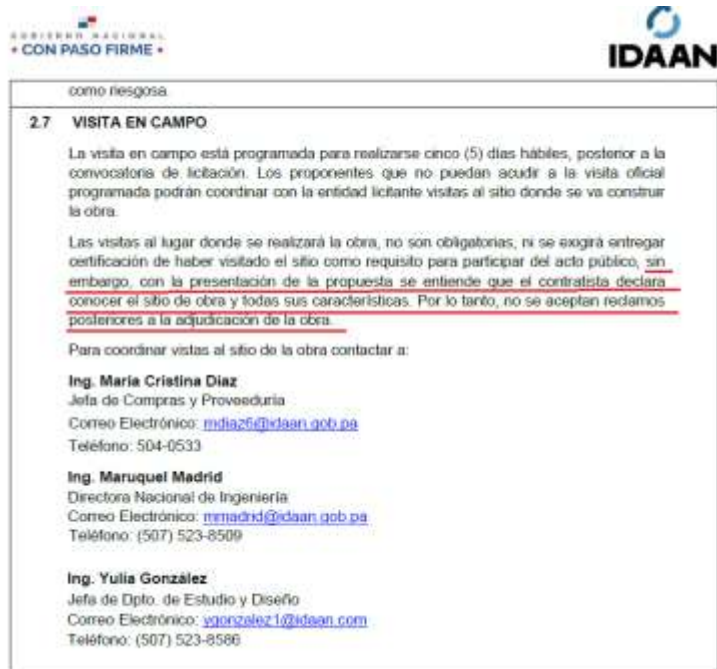 GOBIERNO NACIONAL
• CON PASO FIRME •
IDAAN
como riesgosa.
2.7 VISITA EN CAMPO
La visita en campo está programada para realizarse cinco (5) días hábiles, posterior a la
convocatoria de licitación. Los proponentes que no puedan acudir a la visita oficial
programada podrán coordinar con la entidad licitante visitas al sitio donde se va construir
la obra.
Las visitas al lugar donde se realizará la obra, no son obligatorias, ni se exigirá entregar
certificación de haber visitado el sitio como requisito para participar del acto público, sin
embargo, con la presentación de la propuesta se entiende que el contratista declara
conocer el sitio de obra y todas sus características. Por lo tanto, no se aceptan reclamos
posteriores a la adjudicación de la obra.
Para coordinar vistas al sitio de la obra contactar a:
Ing. María Cristina Díaz
Jefa de Compras y Proveeduría
Correo Electrónico: mdiaz6@idaan.gob.pa
Teléfono: 504-0533
Ing. Maruquel Madrid
Directora Nacional de Ingeniería
Correo Electrónico: mmadrid@idaan.gob.pa
Teléfono: (507) 523-8509
Ing. Yulia González
Jefa de Dpto. de Estudio y Diseño
Correo Electrónico: ygonzalez1@idaan.com
Teléfono: (507) 523-8586